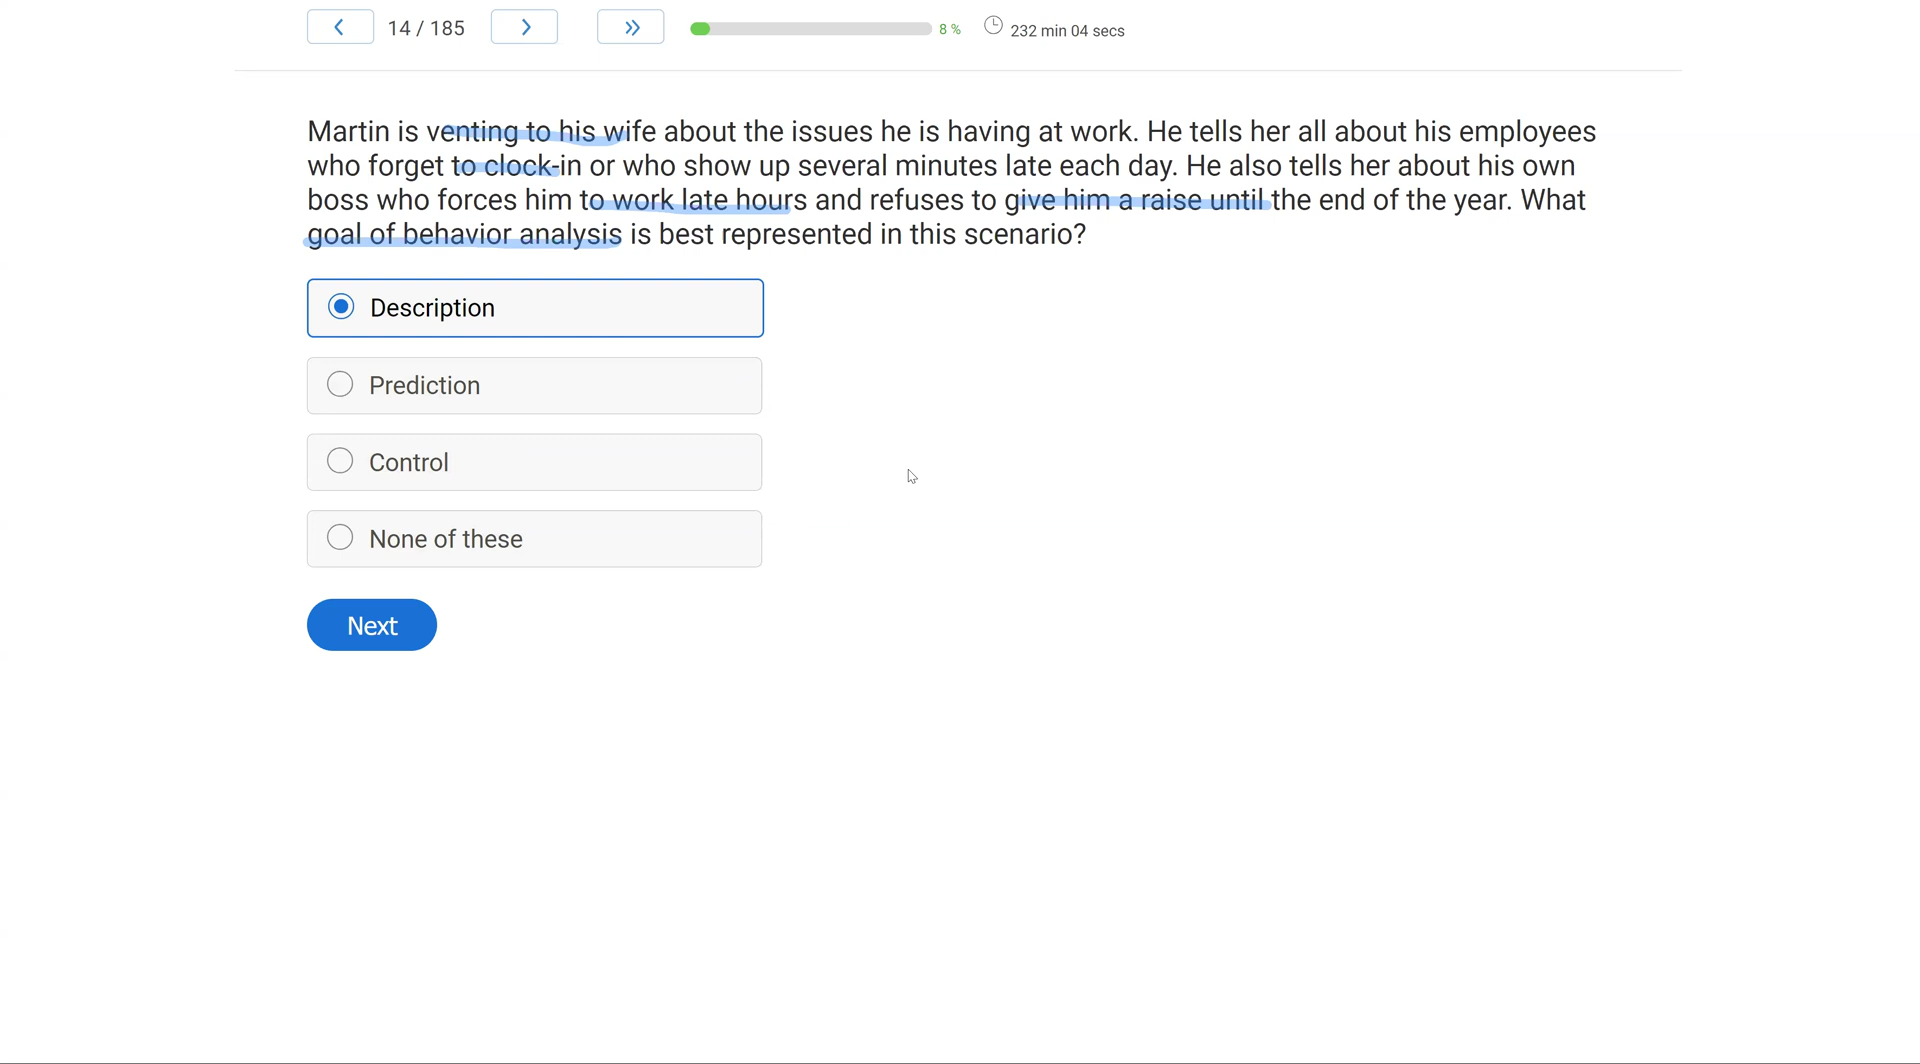 14 / 185
8 %
232 min 04 secs
Martin is venting to his wife about the issues he is having at work. He tells her all about his employees
who forget to clock-in or who show up several minutes late each day. He also tells her about his own
boss who forces him to work late hours and refuses to give him a raise until the end of the year. What
goal of behavior analysis is best represented in this scenario?
Description
Prediction
Control
None of these
Next